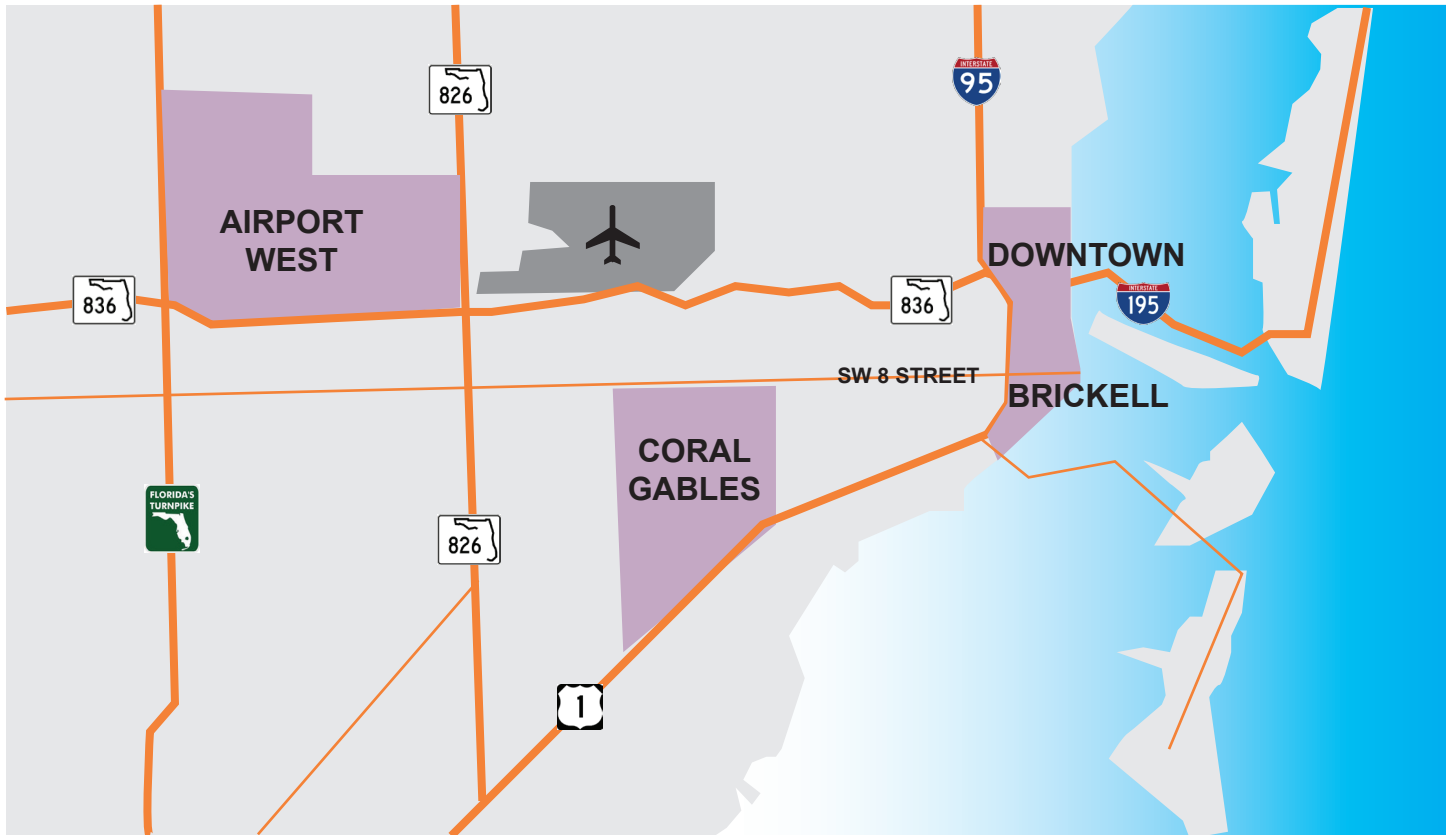 INTERSTATE
95
826
AIRPORT
WEST
DOWNTOWN
836
836
INTERSTATE
195
SW 8 STREET
BRICKELL
CORAL
GABLES
FLORIDA'S
TURNPIKE
826
1